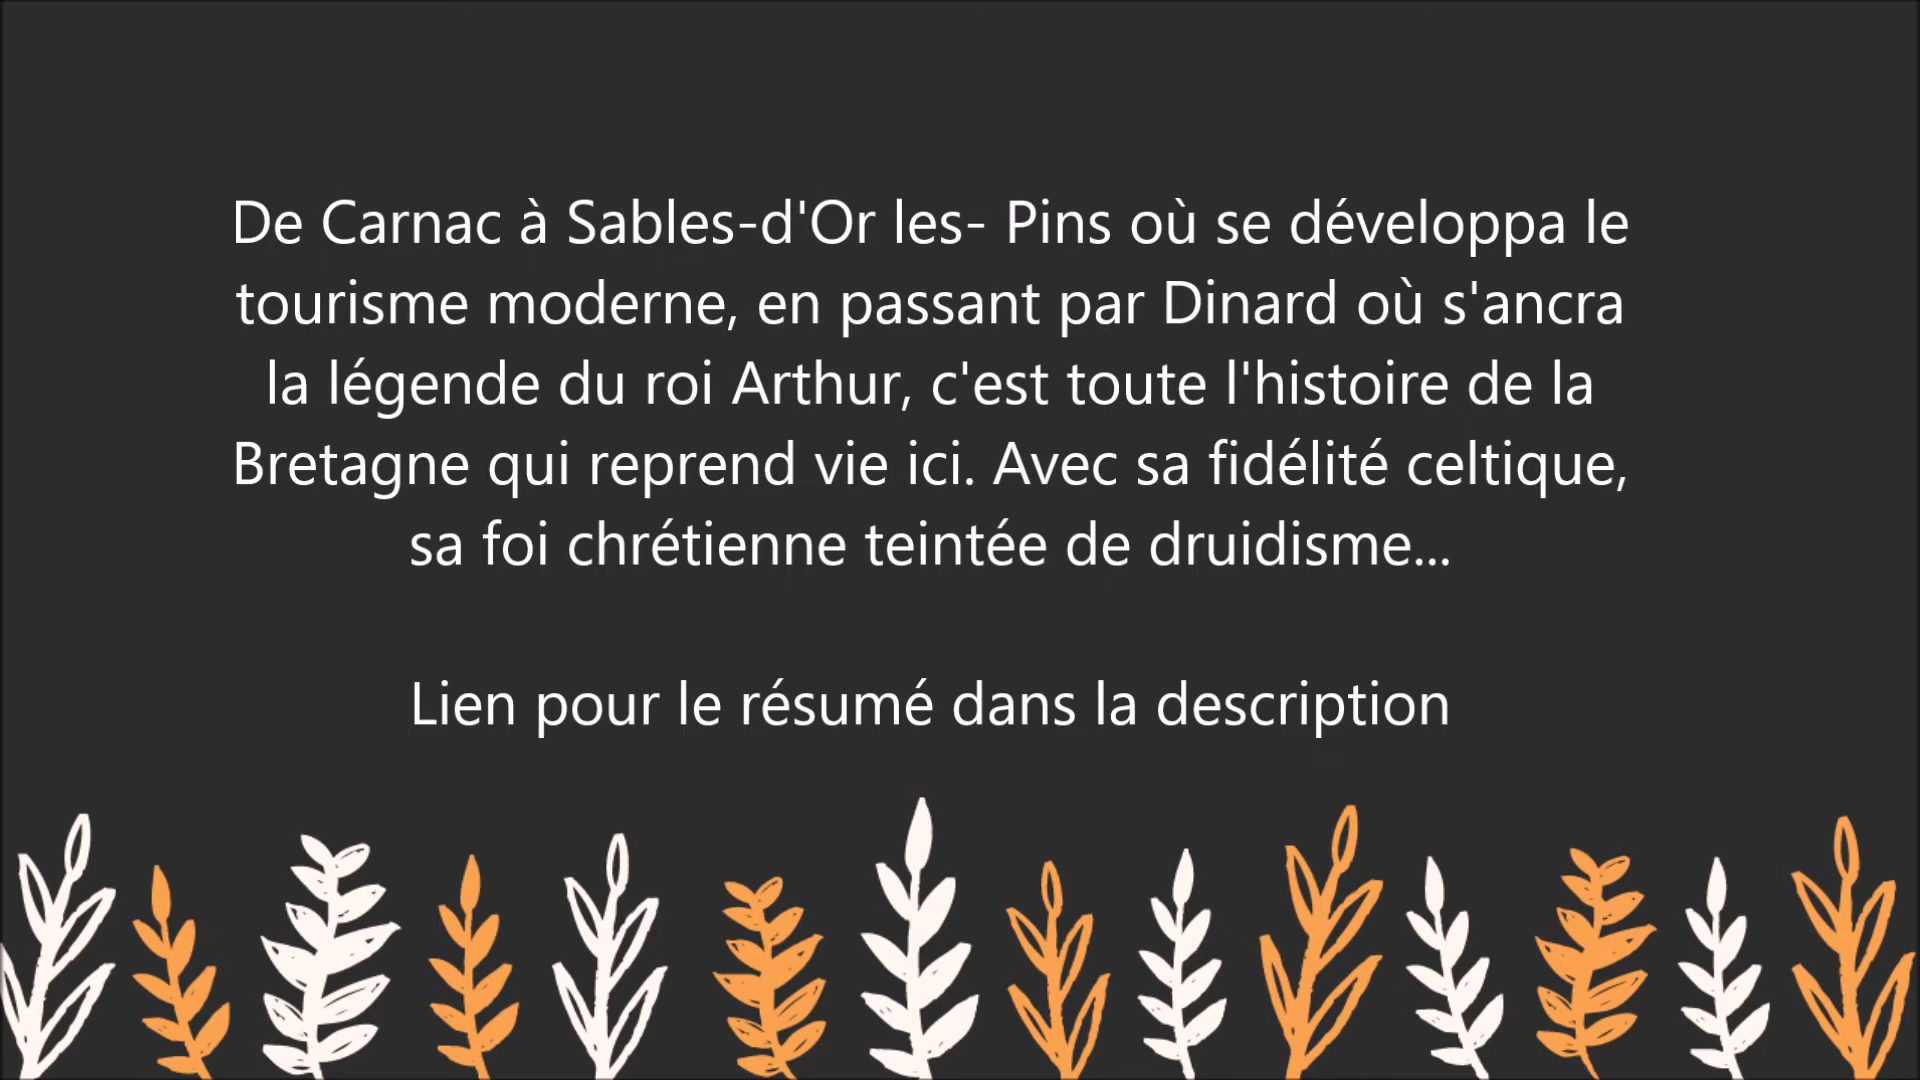 De Carnac à Sables-d'Or les- Pins où se développa le
tourisme moderne, en passant par Dinard où s'ancra
la légende du roi Arthur, c'est toute l'histoire de la
Bretagne qui reprend vie ici. Avec sa fidélité celtique,
sa foi chrétienne teintée de druidisme...
Lien pour le résumé dans la description